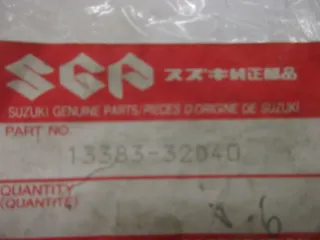 SGP スズキ純正部品
SUZUKI GENUINE PARTS/PIECES D'ORIGINE DE SUZUKI
PART NO.
13383-32040
QUANTITY
(QUANTITE)